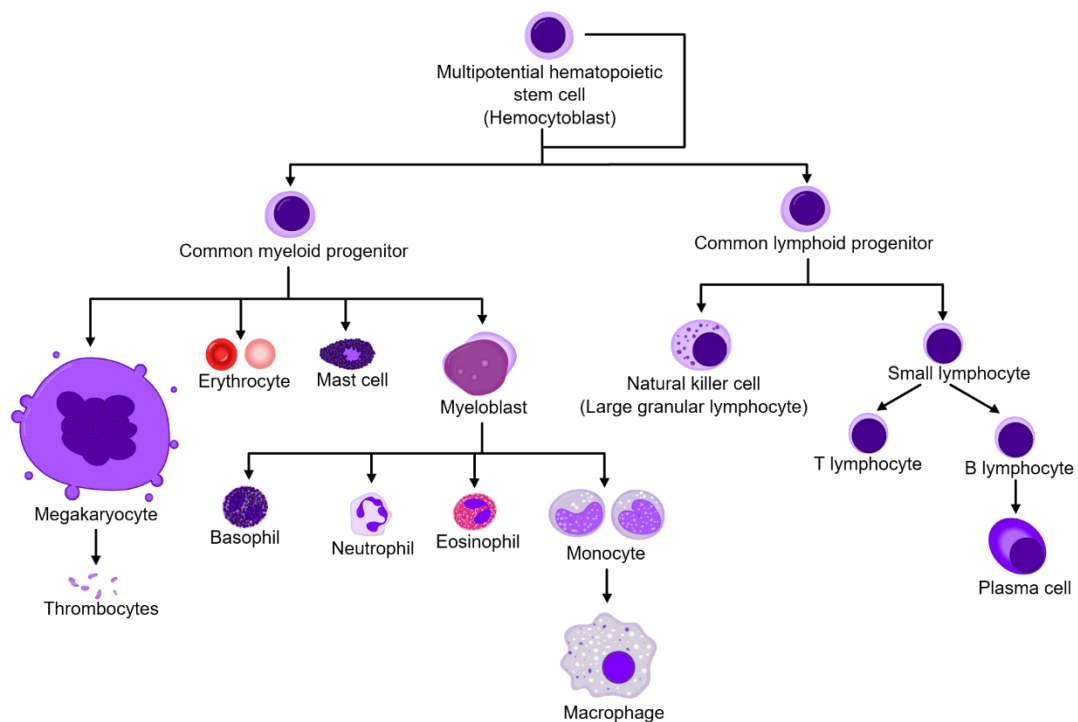 Multipotential hematopoietic
stem cell
(Hemocytoblast)
Common myeloid progenitor
Common lymphoid progenitor
Erythrocyte
Mast cell
Myeloblast
Natural killer cell
(Large granular lymphocyte)
Small lymphocyte
T lymphocyte
B lymphocyte
Megakaryocyte
Basophil
Neutrophil
Eosinophil
Monocyte
Plasma cell
Thrombocytes
Macrophage